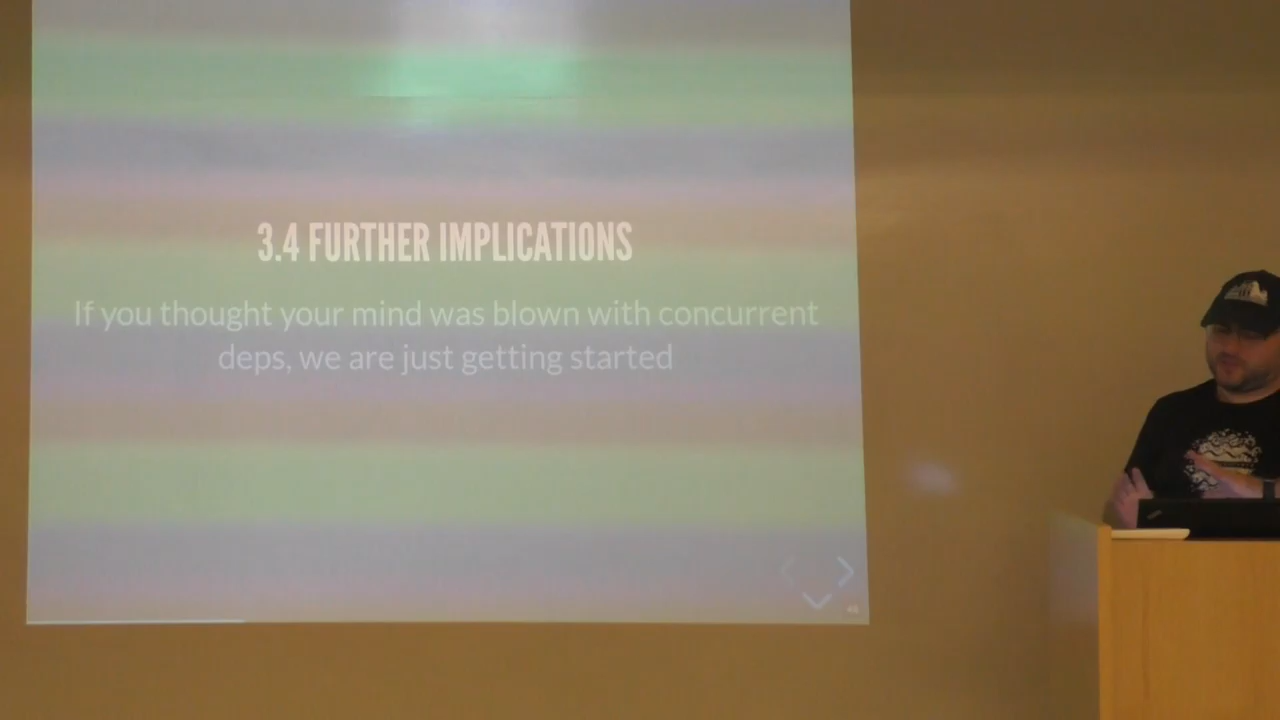 3.4 FURTHER IMPLICATIONS
If you thought your mind was blown with concurrent
deps, we are just getting started